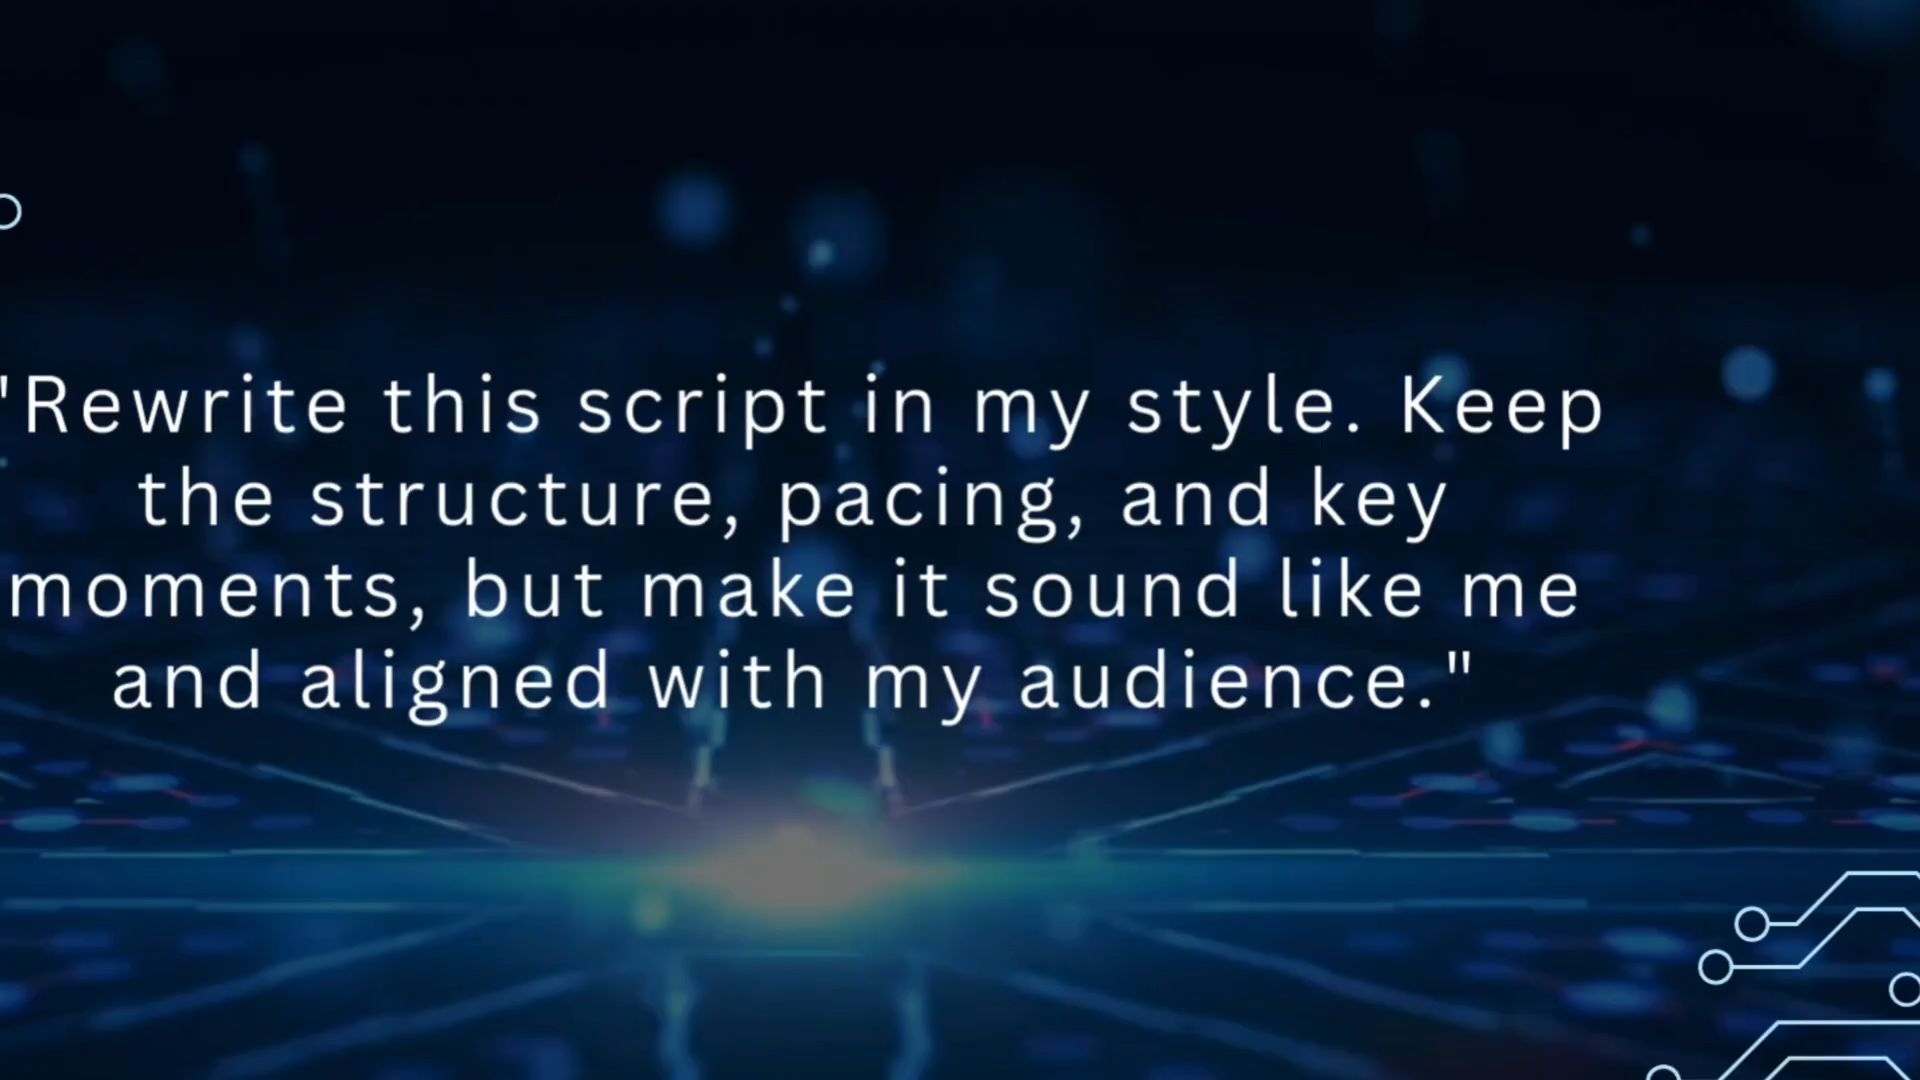 "Rewrite this script in my style. Keep
the structure, pacing, and key
moments, but make it sound like me
and aligned with my audience."